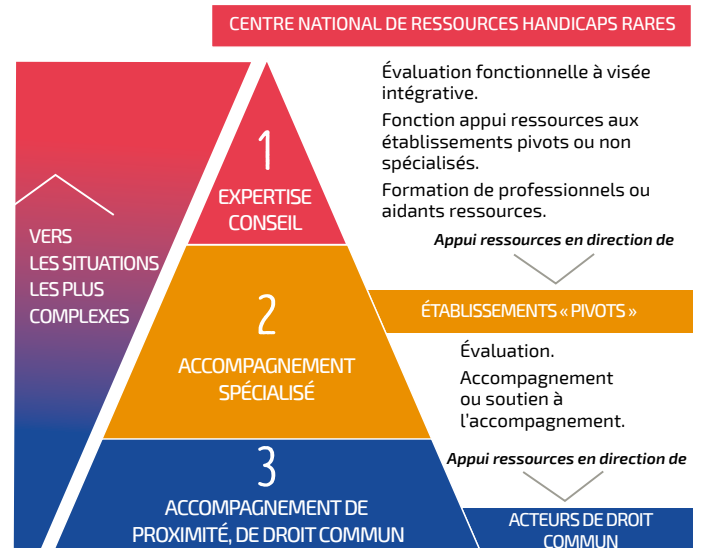 CENTRE NATIONAL DE RESSOURCES HANDICAPS RARES
Évaluation fonctionnelle à visée
intégrative.
Fonction appui ressources aux
établissements pivots ou non
spécialisés.
Formation de professionnels ou
aidants ressources.
Appui ressources en direction de
1
EXPERTISE
CONSEIL
VERS
LES SITUATIONS
LES PLUS
COMPLEXES
2
ACCOMPAGNEMENT
SPÉCIALISÉ
ÉTABLISSEMENTS « PIVOTS »
Évaluation.
Accompagnement
ou soutien à
l'accompagnement.
Appui ressources en direction de
3
ACCOMPAGNEMENT DE
PROXIMITÉ, DE DROIT COMMUN
ACTEURS DE DROIT
COMMUN